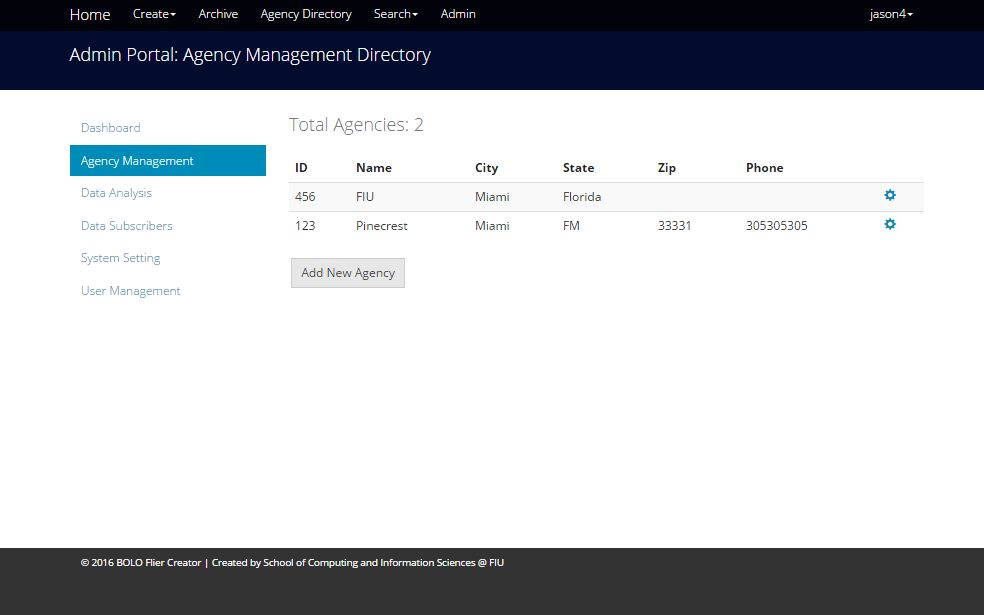 Home Create Archive Agency Directory Search Admin jason4
Admin Portal: Agency Management Directory
Dashboard
Agency Management
Data Analysis
Data Subscribers
System Setting
User Management
Total Agencies: 2
ID Name City State Zip Phone
456 FIU Miami Florida
123 Pinecrest Miami FM 33331 305305305
Add New Agency
© 2016 BOLO Flier Creator | Created by School of Computing and Information Sciences @ FIU